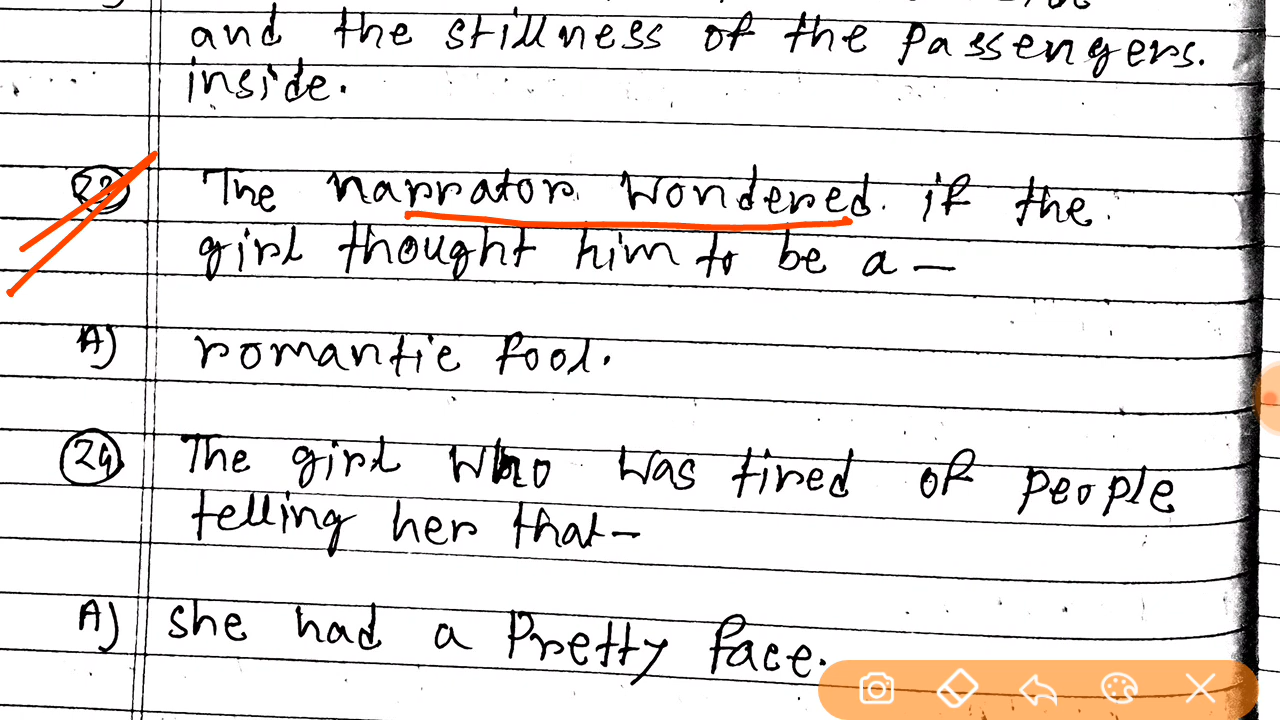 and the stillness of the passengers.
inside.
The narrator wondered if the
girl thought him to be a –
A) romantic fool.
24 The girl who was tired of people
telling her that –
A) she had a Pretty face.